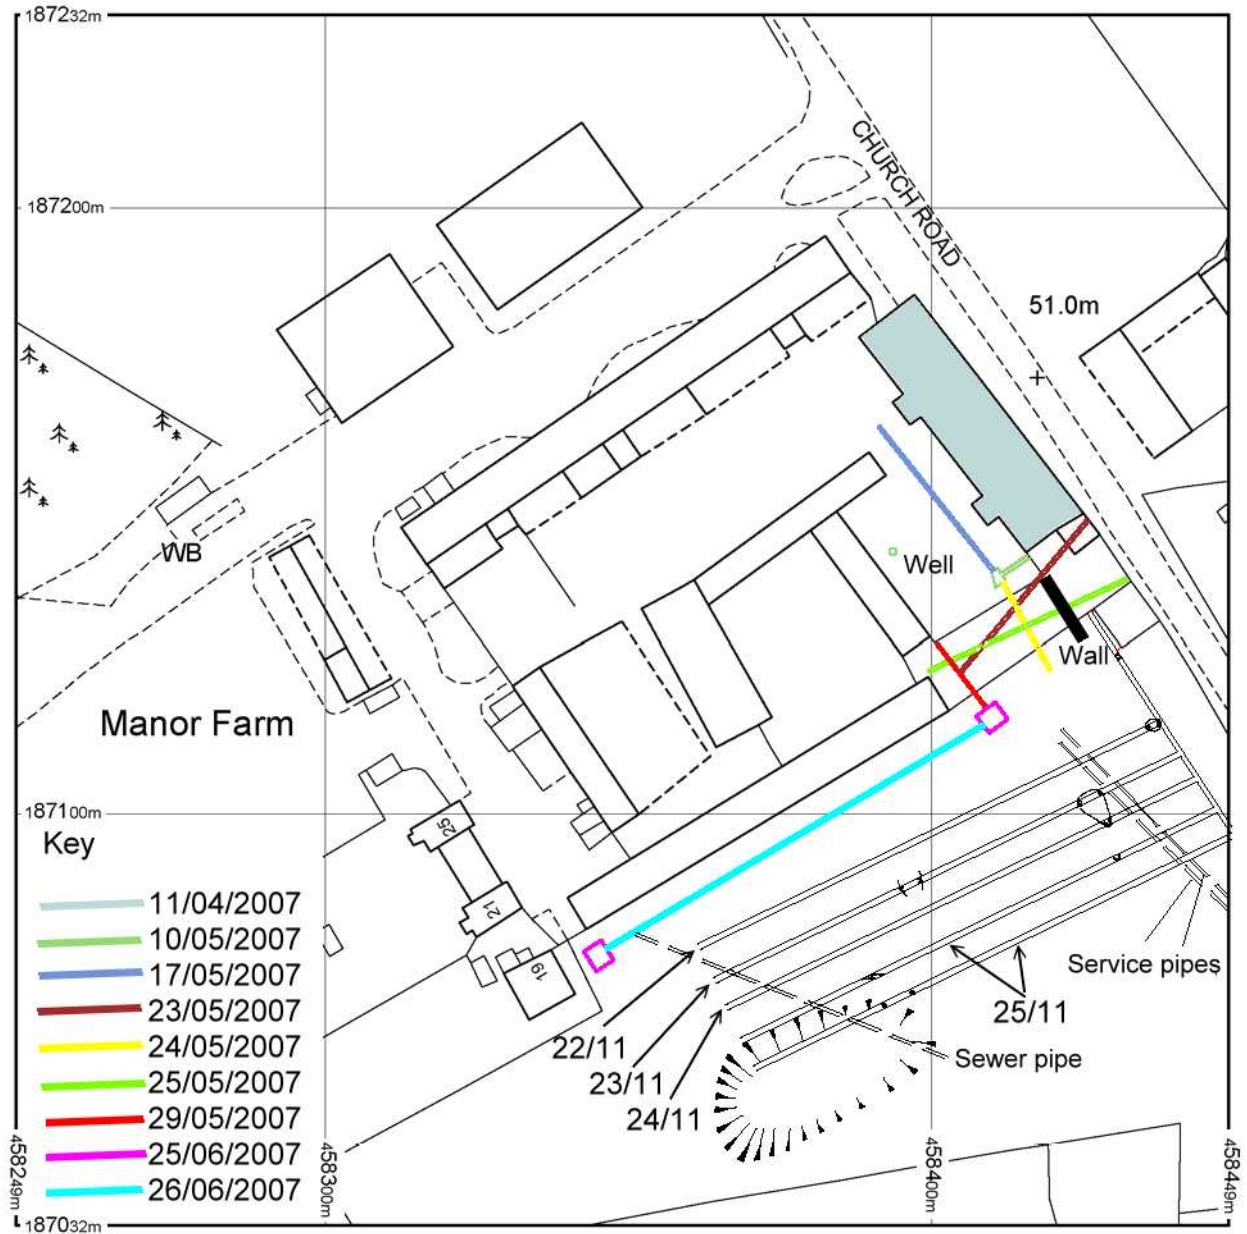 187232m
CHURCH ROAD
187200m
51.0m
WB
Well
Wall
Manor Farm
187100m
25
21
19
Key
11/04/2007
10/05/2007
17/05/2007
23/05/2007
24/05/2007
25/05/2007
29/05/2007
25/06/2007
26/06/2007
Service pipes
25/11
22/11
23/11
24/11
Sewer pipe
458249m
458300m
458400m
458449m
187032m